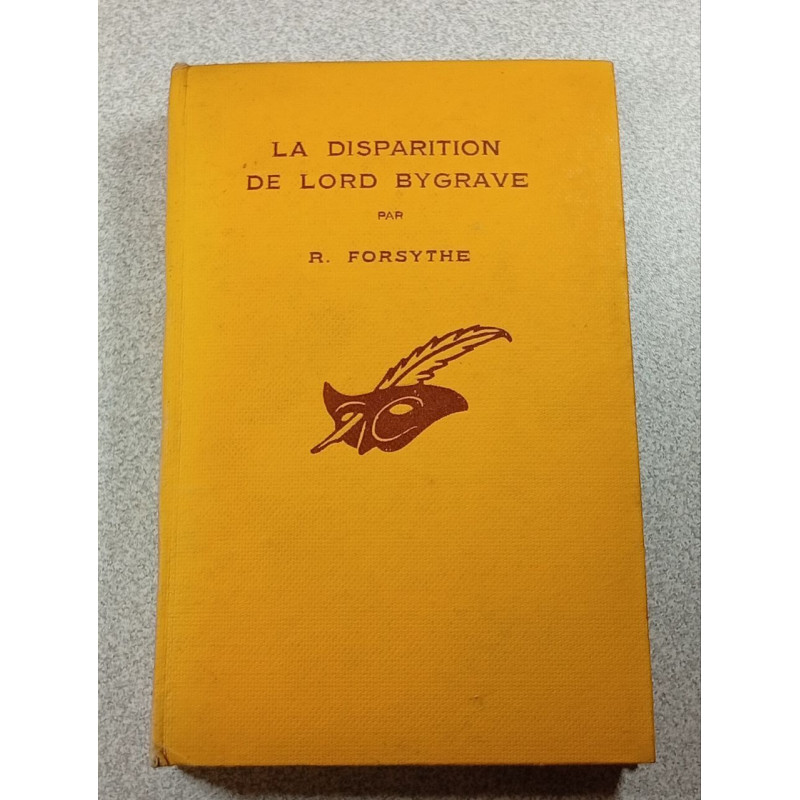 LA DISPARITION
DE LORD BYGRAVE
PAR
R. FORSYTHE